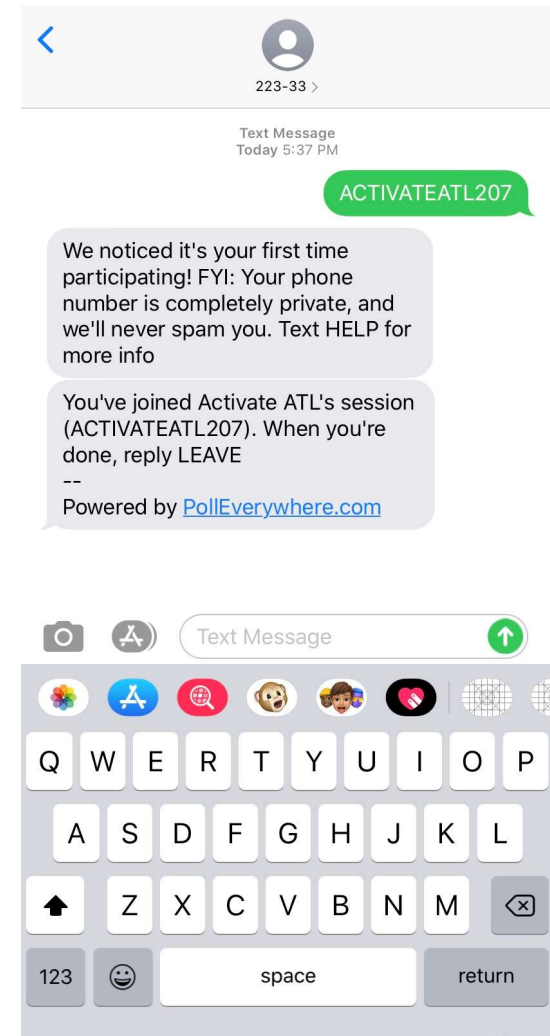 223-33 >
Text Message
Today 5:37 PM
ACTIVATEATL207
We noticed it's your first time
participating! FYI: Your phone
number is completely private, and
we'll never spam you. Text HELP for
more info
You've joined Activate ATL's session
(ACTIVATEATL207). When you're
done, reply LEAVE
--
Powered by PollEverywhere.com
Text Message
Q W E R T Y U I O P
A S D F G H J K L
Z X C V B N M
123 space return